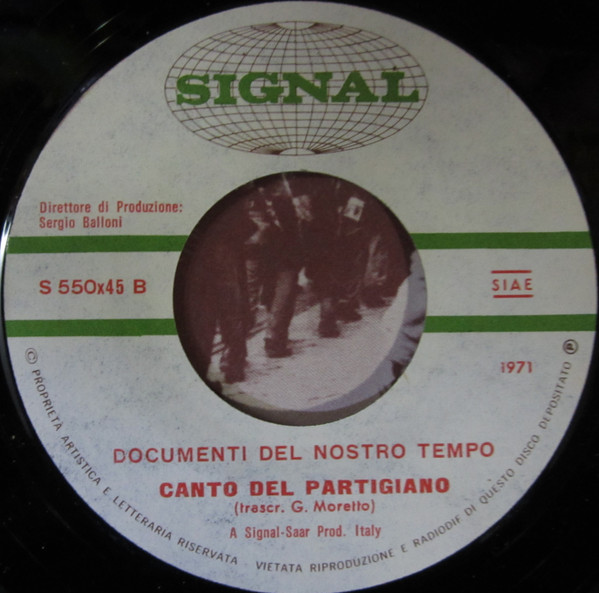 SIGNAL
Direttore di Produzione:
Sergio Balloni
S 550x45 B
SIAE
1971
DOCUMENTI DEL NOSTRO TEMPO
CANTO DEL PARTIGIANO
(trascr. G. Moretto)
A Signal-Saar Prod. Italy
© PROPRIETÀ ARTISTICA E LETTERARIA RISERVATA VIETATA RIPRODUZIONE E RADIODIF DI QUESTO DISCO DEPOSITATO ℗